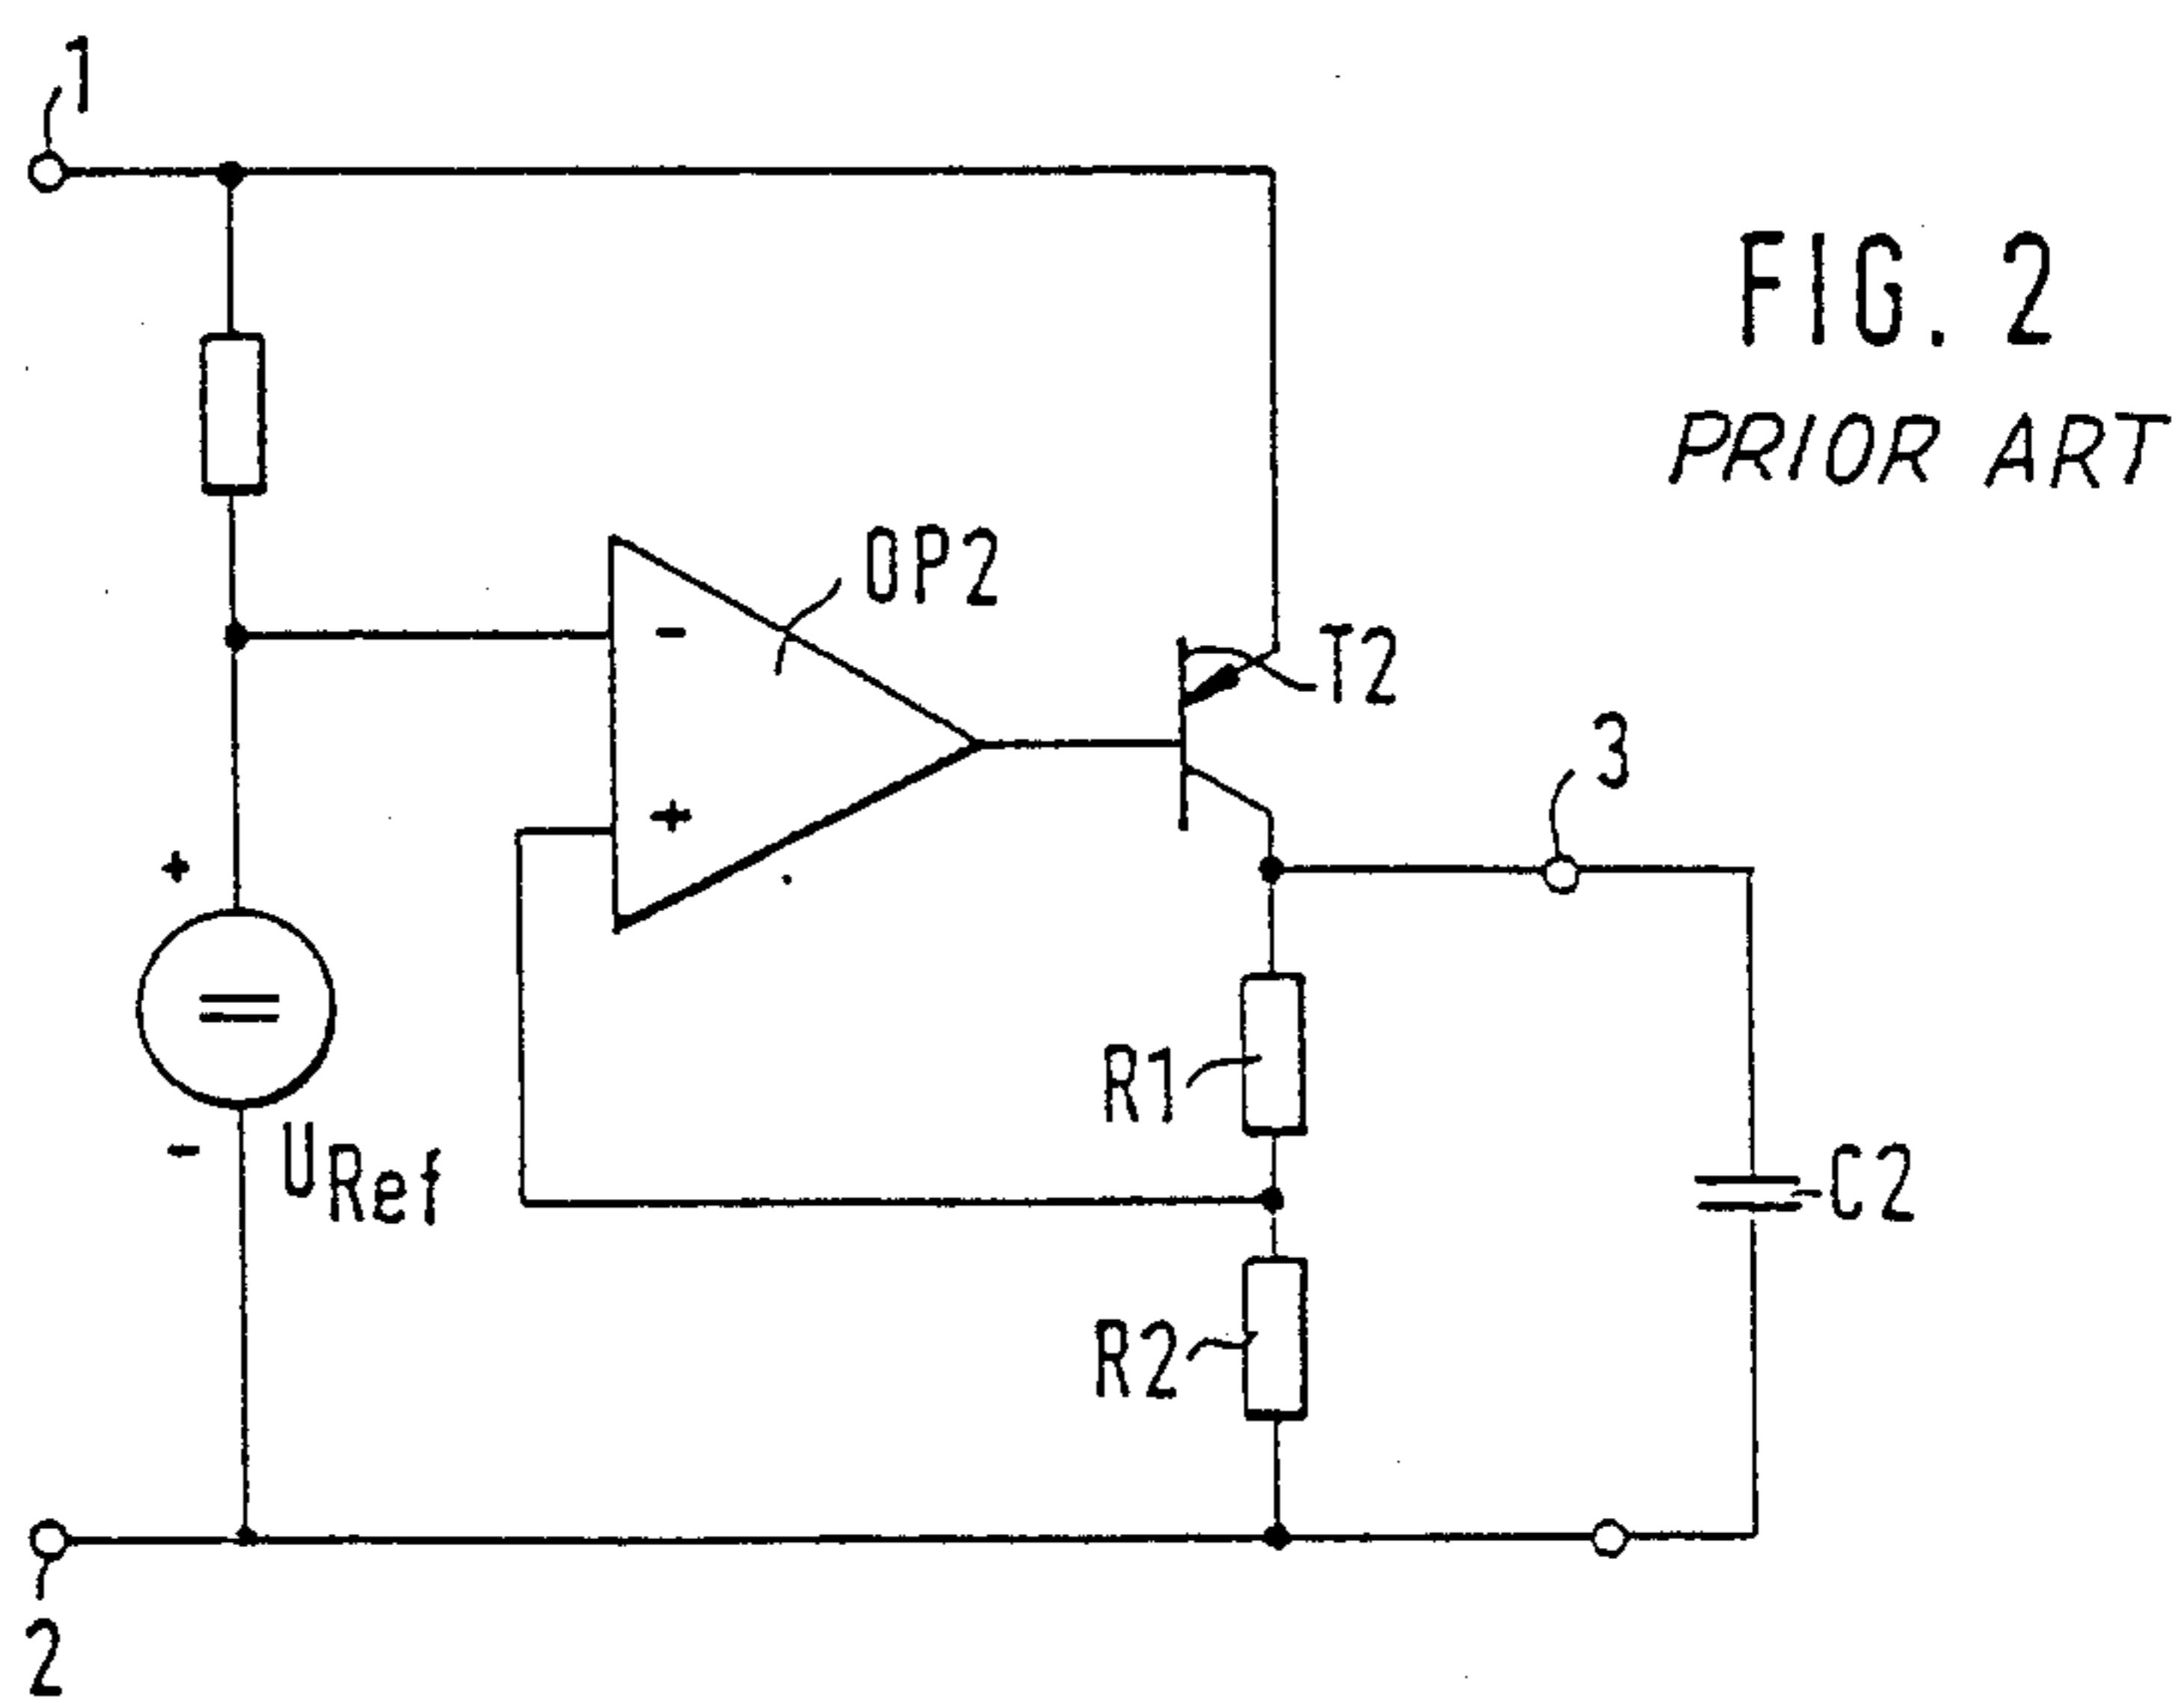 1
FIG. 2
PRIOR ART
OP2
-
T2
3
+
+
R1
-
URef
C2
R2
2